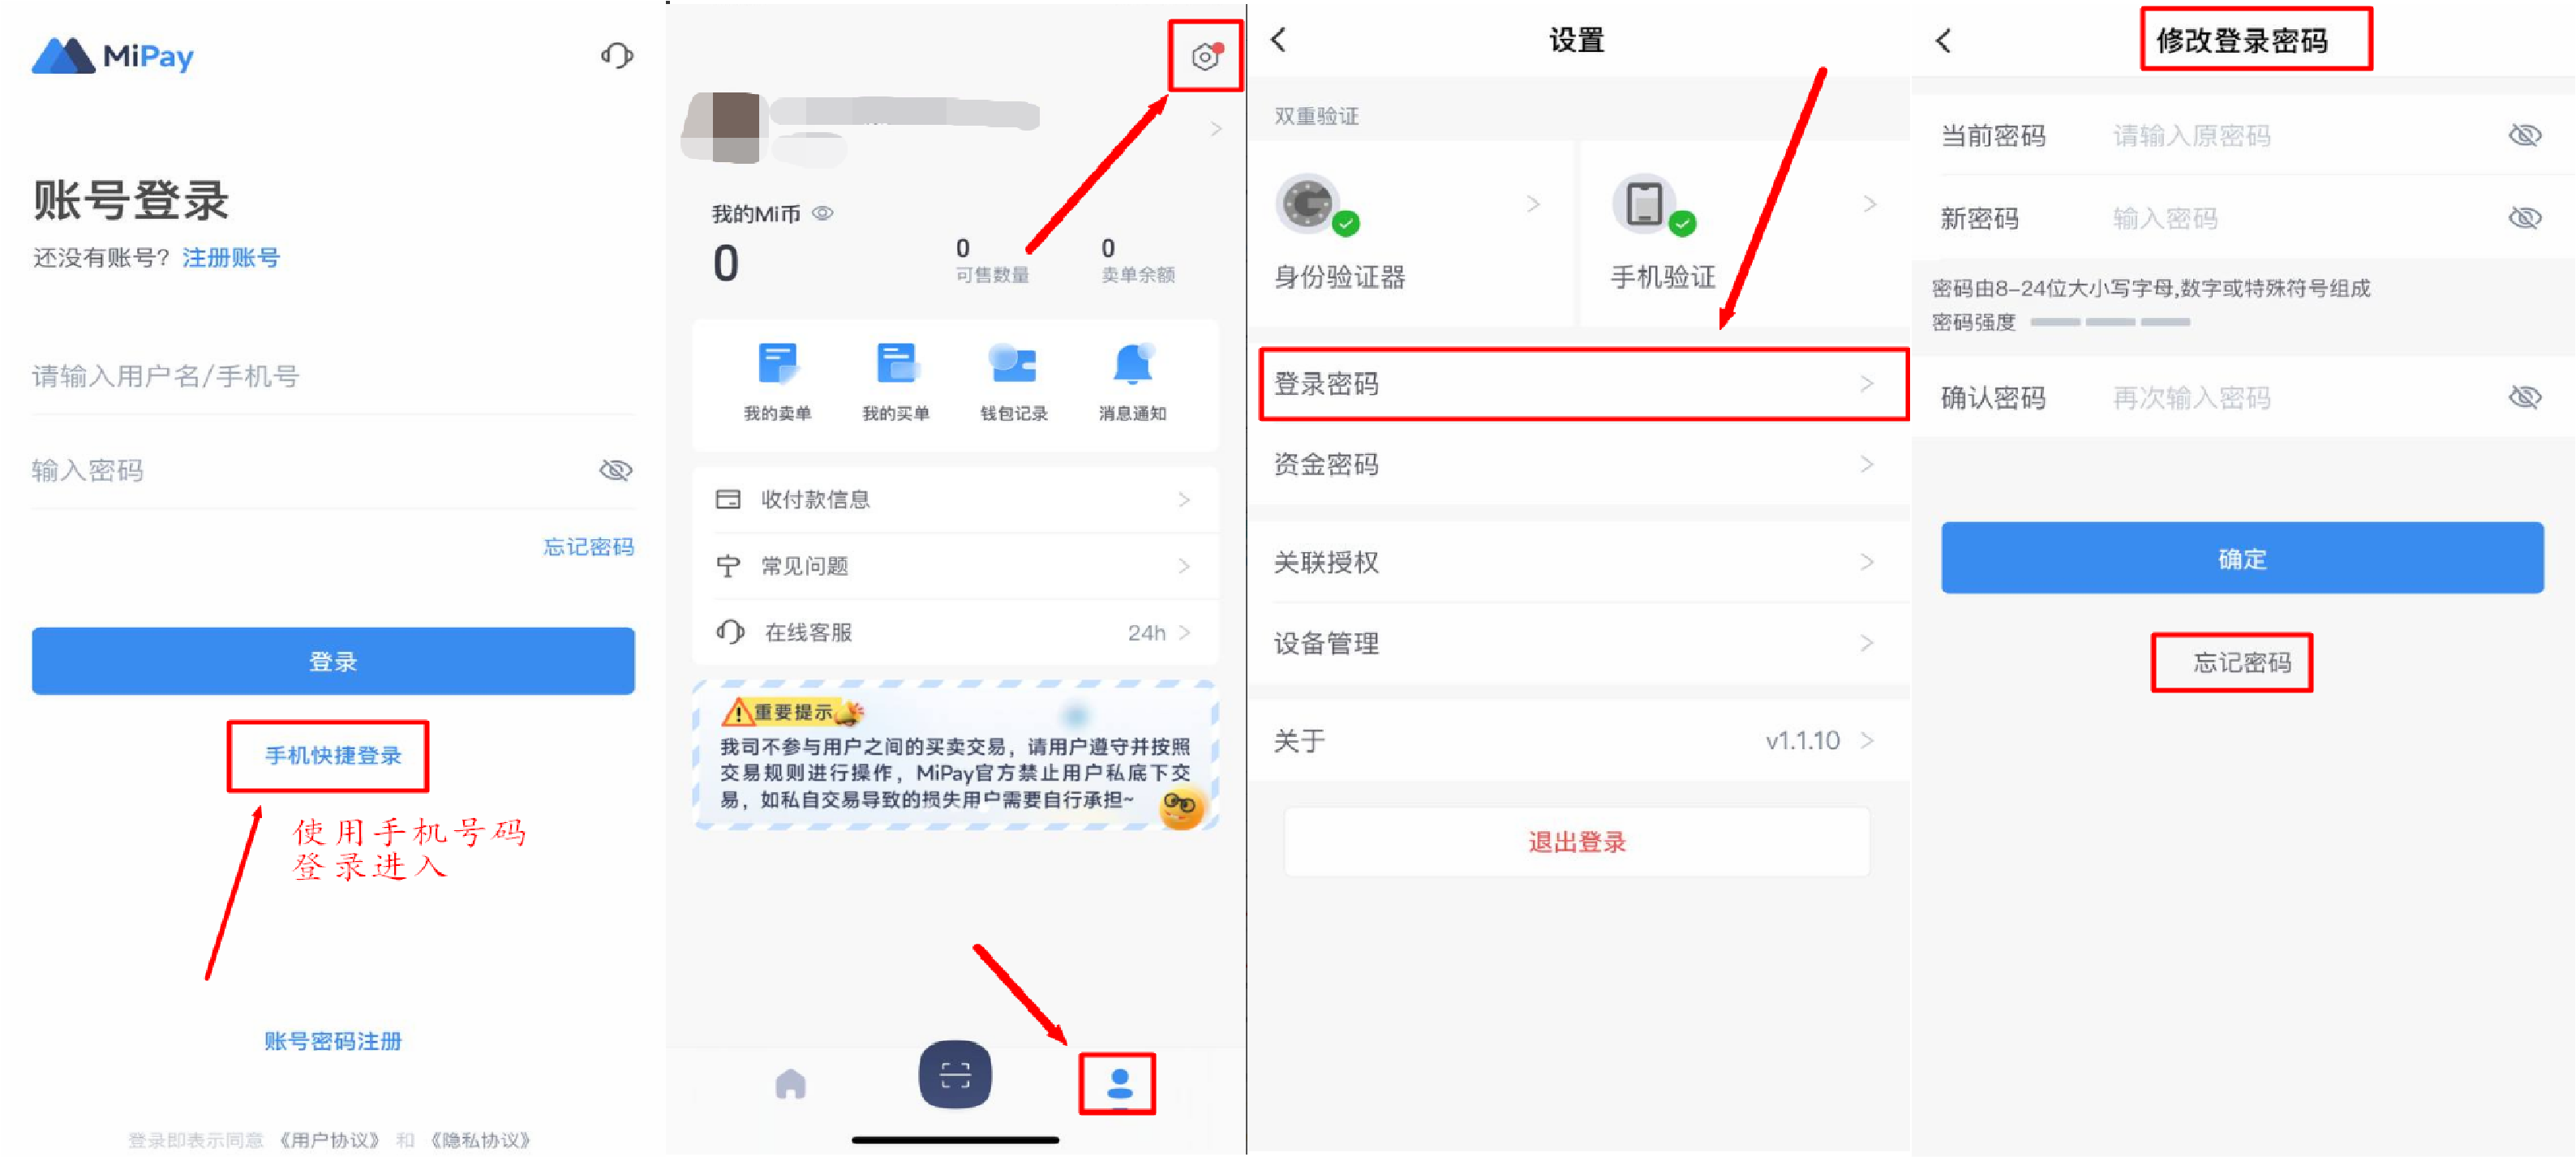 MiPay
账号登录
还没有账号? 注册账号
请输入用户名/手机号
输入密码
忘记密码
登录
手机快捷登录
使用手机号码
登录进入
账号密码注册
登录即表示同意 《用户协议》 和 《隐私协议》
我的Mi币
0
0
可售数量
0
卖单余额
我的卖单
我的买单
钱包记录
消息通知
收付款信息
常见问题
在线客服
24h
重要提示
我司不参与用户之间的买卖交易，请用户遵守并按照
交易规则进行操作，MiPay官方禁止用户私底下交
易，如私自交易导致的损失用户需要自行承担~
设置
双重验证
身份验证器
手机验证
登录密码
资金密码
关联授权
设备管理
关于
v1.1.10
退出登录
修改登录密码
当前密码 请输入原密码
新密码 输入密码
密码由8-24位大小写字母,数字或特殊符号组成
密码强度
确认密码 再次输入密码
确定
忘记密码